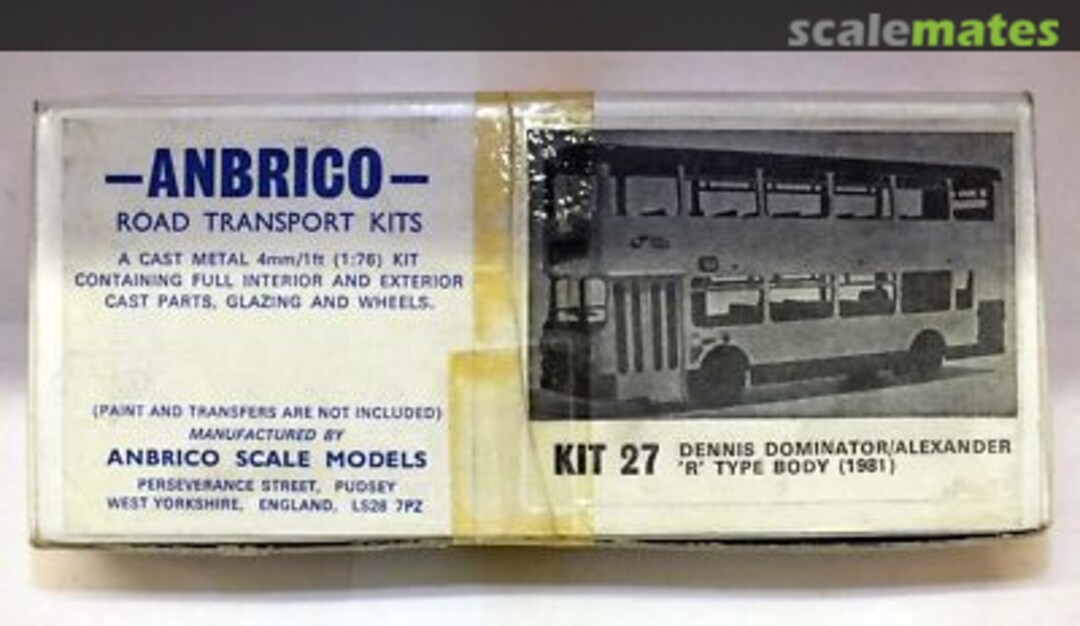 scalemates
—ANBRICO—
ROAD TRANSPORT KITS
A CAST METAL 4mm/1ft (1:76) KIT
CONTAINING FULL INTERIOR AND EXTERIOR
CAST PARTS, GLAZING AND WHEELS.
(PAINT AND TRANSFERS ARE NOT INCLUDED)
MANUFACTURED BY
ANBRICO SCALE MODELS
PERSEVERANCE STREET, PUDSEY
WEST YORKSHIRE, ENGLAND, LS28 7PZ
KIT 27 DENNIS DOMINATOR/ALEXANDER
'R' TYPE BODY (1981)